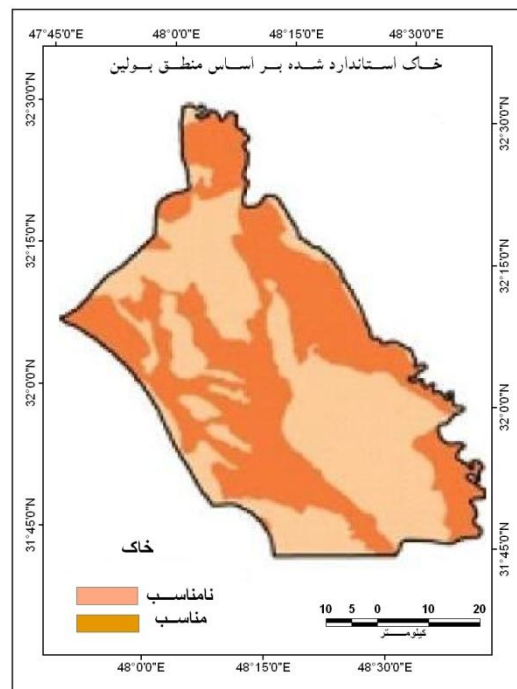 47°45'0"E 48°0'0"E 48°15'0"E 48°30'0"E
خاک استاندارد شده بر اساس منطق بولین
32°30'0"N
32°15'0"N
32°0'0"N
31°45'0"N
32°30'0"N
32°15'0"N
32°0'0"N
31°45'0"N
خاک
نامناسب
مناسب
10 5 0 10 20
کیلومتر
48°0'0"E 48°15'0"E 48°30'0"E